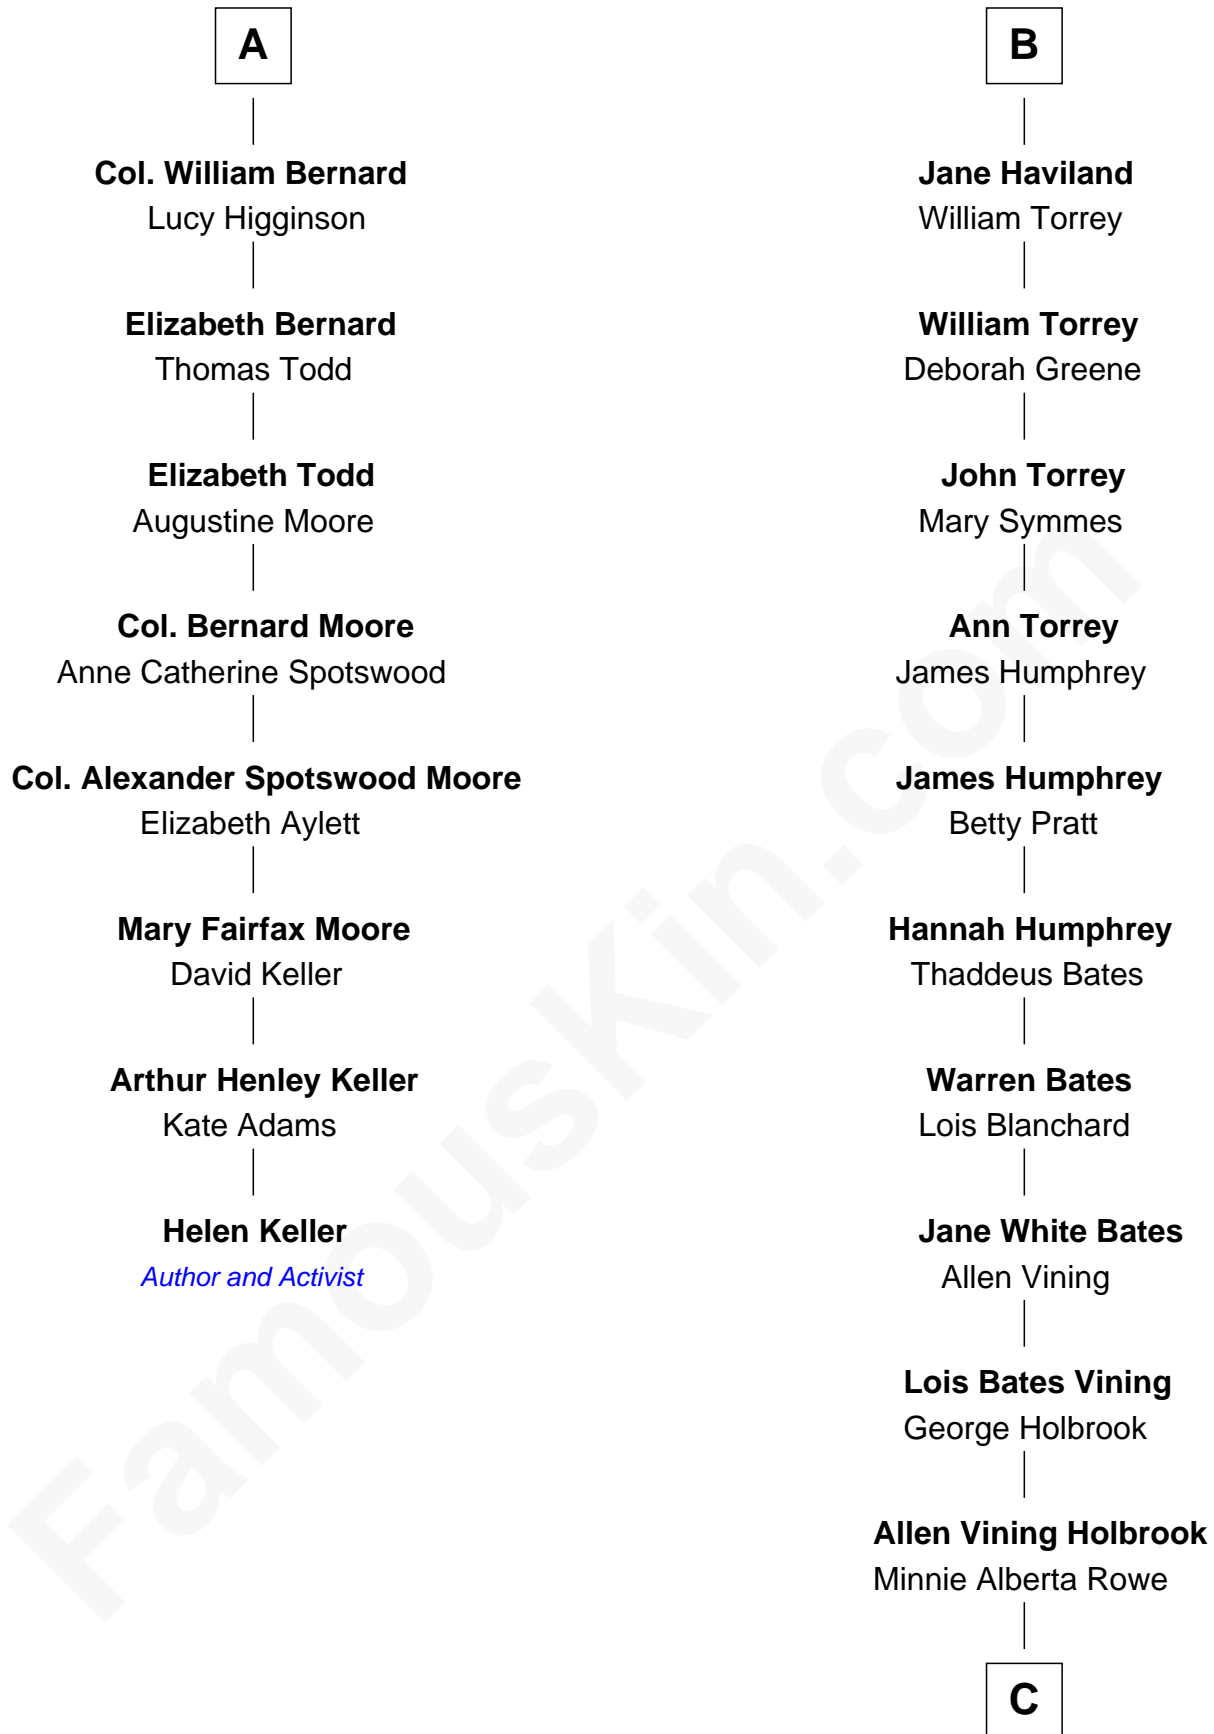 A
Col. William Bernard
Lucy Higginson
Elizabeth Bernard
Thomas Todd
Elizabeth Todd
Augustine Moore
Col. Bernard Moore
Anne Catherine Spotswood
Col. Alexander Spotswood Moore
Elizabeth Aylett
Mary Fairfax Moore
David Keller
Arthur Henley Keller
Kate Adams
Helen Keller
Author and Activist
B
Jane Haviland
William Torrey
William Torrey
Deborah Greene
John Torrey
Mary Symmes
Ann Torrey
James Humphrey
James Humphrey
Betty Pratt
Hannah Humphrey
Thaddeus Bates
Warren Bates
Lois Blanchard
Jane White Bates
Allen Vining
Lois Bates Vining
George Holbrook
Allen Vining Holbrook
Minnie Alberta Rowe
C
FamousKin.com